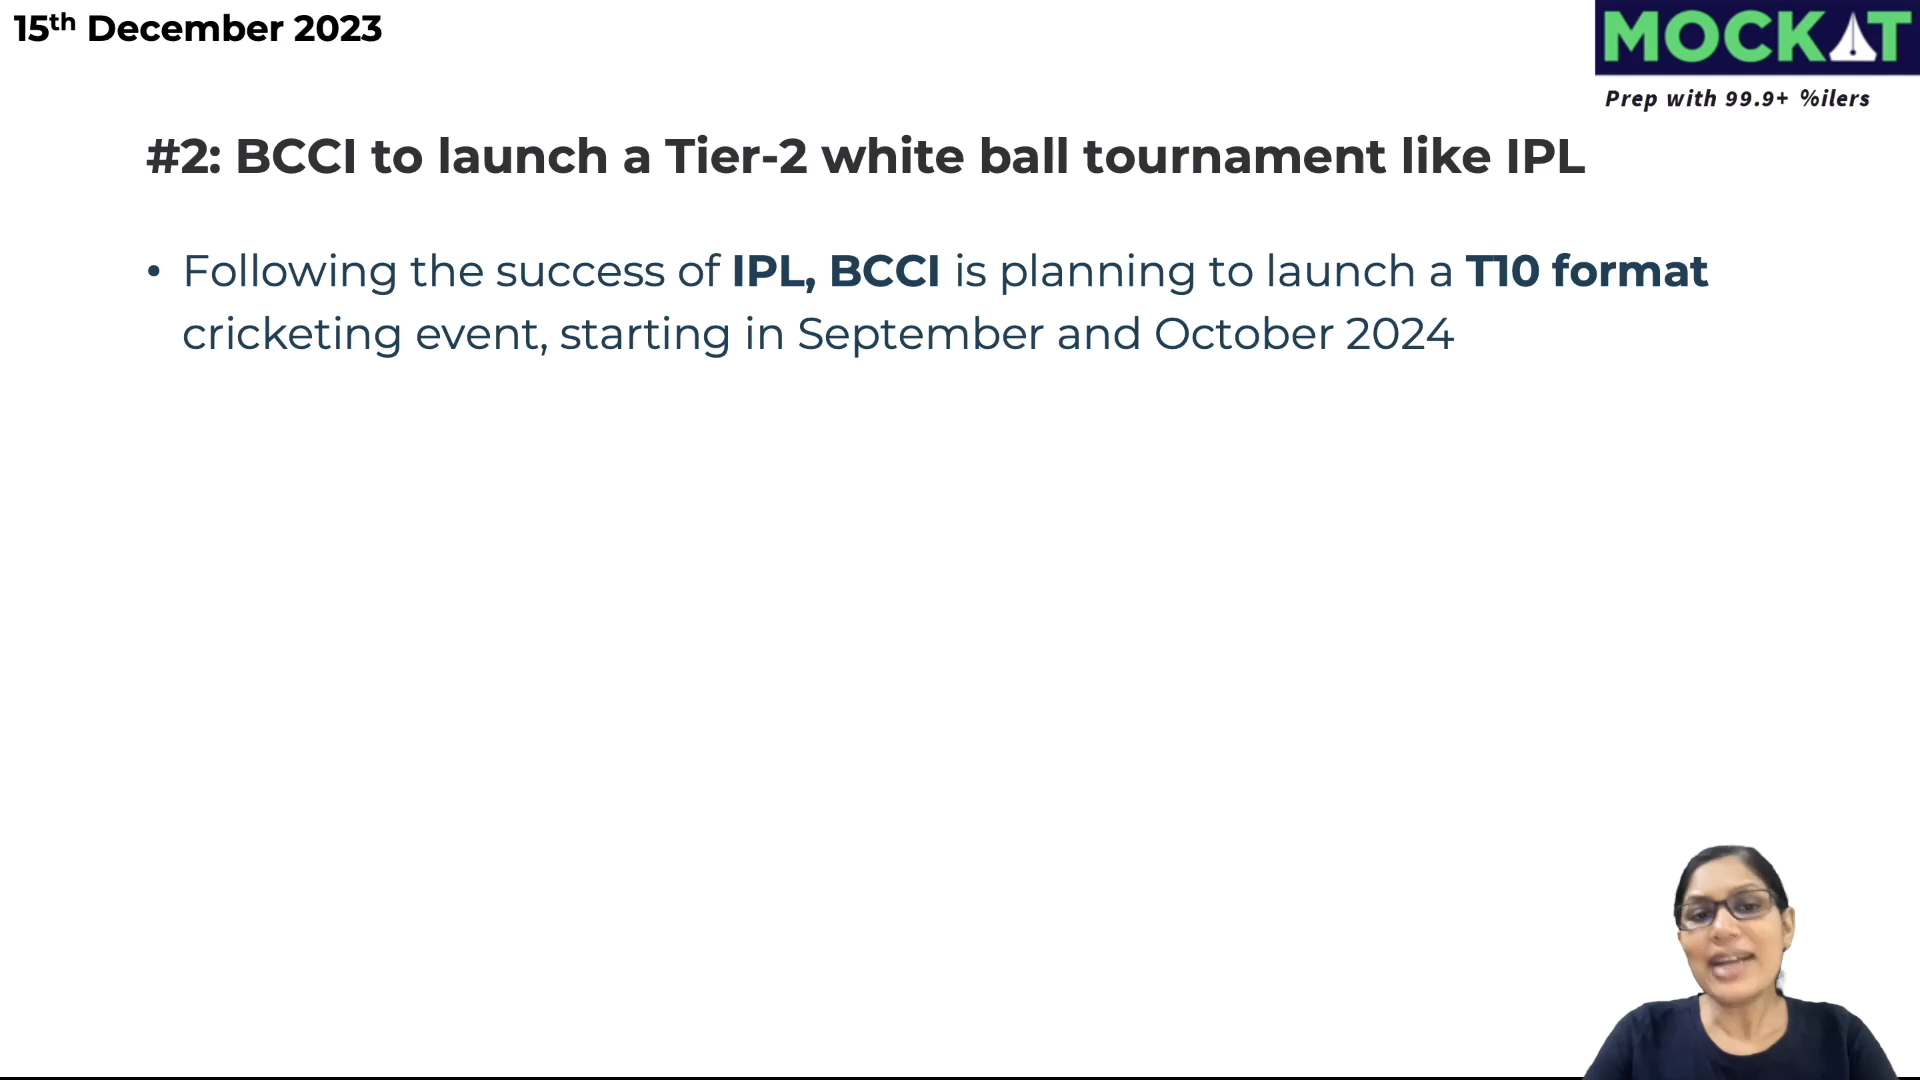 15th December 2023
MOCKAT
Prep with 99.9+ %ilers
#2: BCCI to launch a Tier-2 white ball tournament like IPL
• Following the success of IPL, BCCI is planning to launch a T10 format
cricketing event, starting in September and October 2024